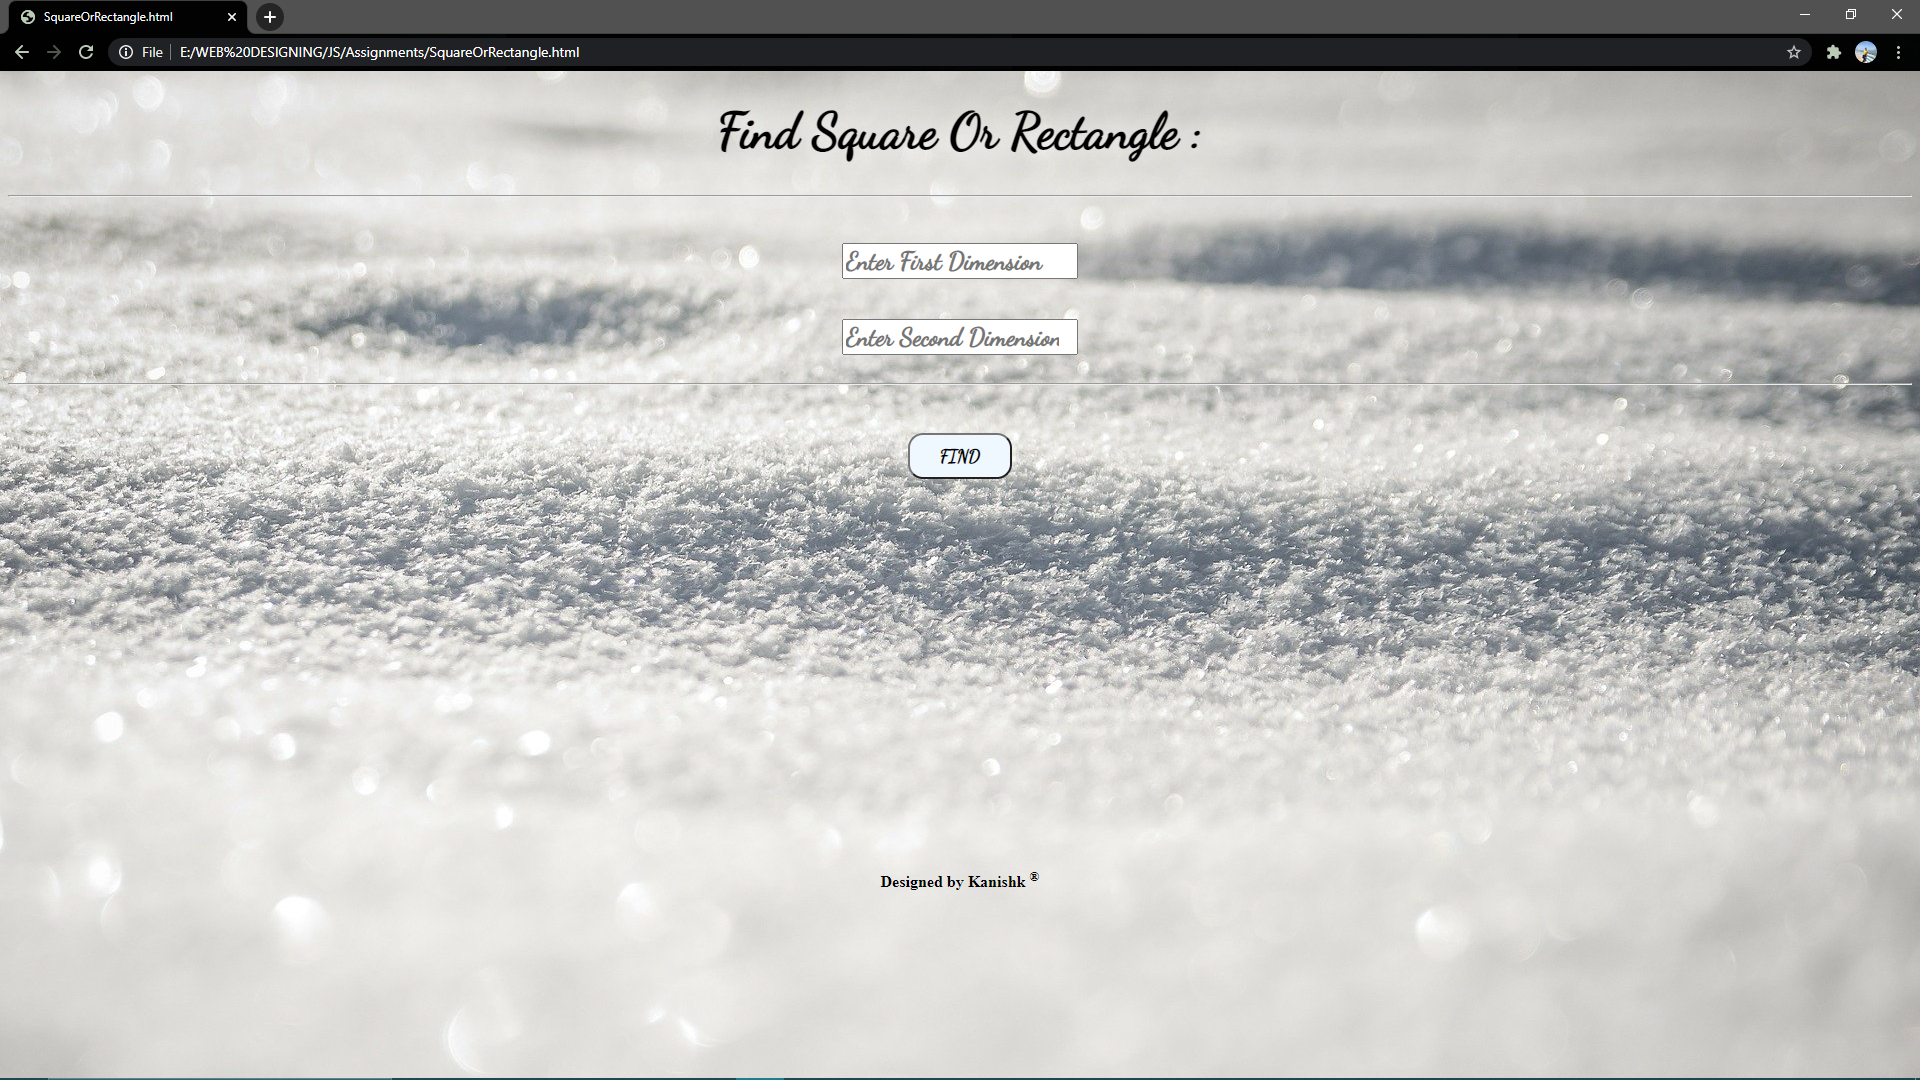 SquareOrRectangle.html
File E:/WEB%20DESIGNING/JS/Assignments/SquareOrRectangle.html
Find Square Or Rectangle :
Enter First Dimension
Enter Second Dimension
FIND
Designed by Kanishk ®